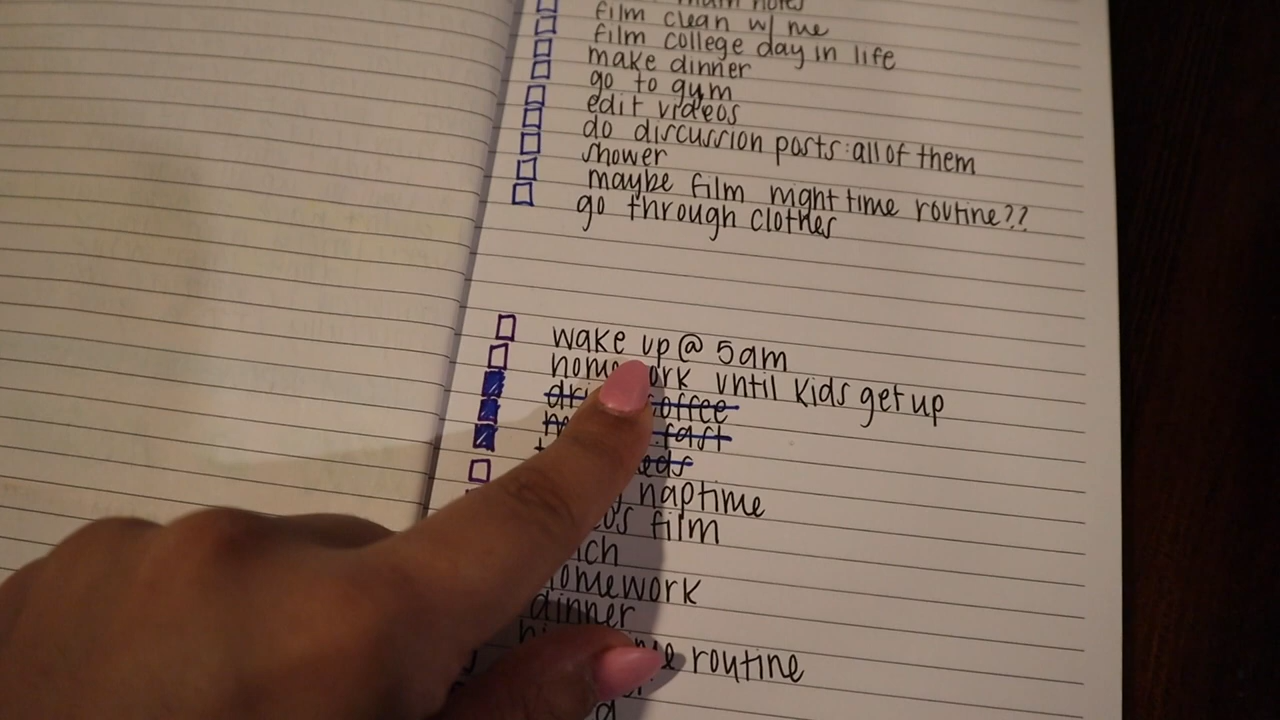 film clean w/ me
film college day in life
make dinner
go to gym
edit videos
do discussion posts: all of them
shower
maybe film night time routine??
go through clothes
wake up @ 5am
homework until kids get up
naptime
film
homework
dinner
routine